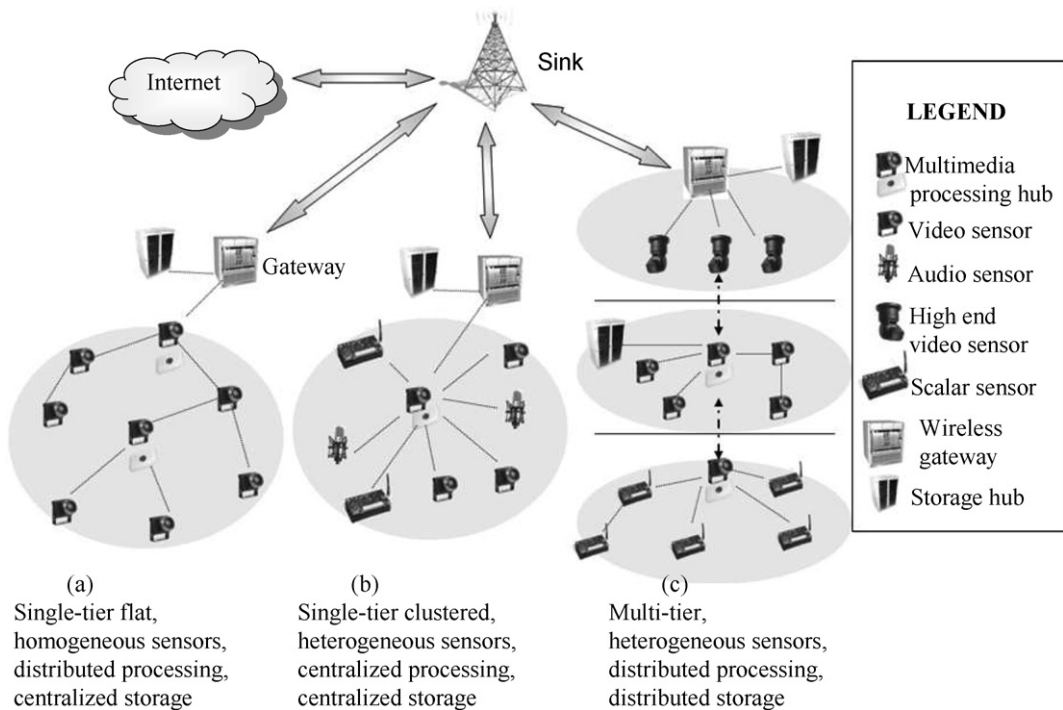 Internet
Sink
Gateway
LEGEND
Multimedia
processing hub
Video sensor
Audio sensor
High end
video sensor
Scalar sensor
Wireless
gateway
Storage hub
(a)
Single-tier flat,
homogeneous sensors,
distributed processing,
centralized storage
(b)
Single-tier clustered,
heterogeneous sensors,
centralized processing,
centralized storage
(c)
Multi-tier,
heterogeneous sensors,
distributed processing,
distributed storage